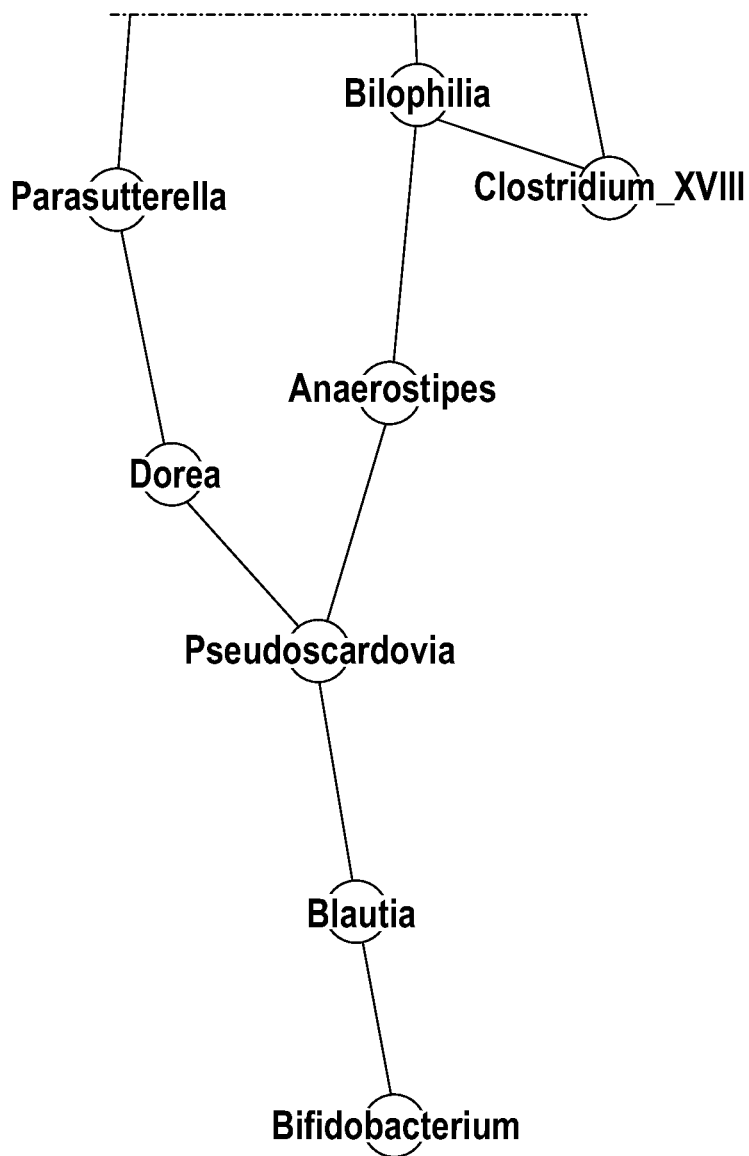 Bilophilia
Clostridium_XVIII
Parasutterella
Anaerostipes
Dorea
Pseudoscardovia
Blautia
Bifidobacterium